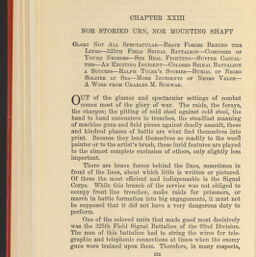 CHAPTER XXIII
NOR STORIED URN, NOR MOUNTING SHAFT
GLORY NOT ALL SPECTACULAR—BRAVE FORCES BEHIND THE
LINES—325TH FIELD SIGNAL BATTALION—COMPOSED OF
YOUNG NEGROES—SEE REAL FIGHTING—SUFFER CASUAL-
TIES—AN EXCITING INCIDENT—COLORED SIGNAL BATTALION
A SUCCESS—RALPH TYLER'S STORIES—BURIAL OF NEGRO
SOLDIER AT SEA—MORE INCIDENTS OF NEGRO VALOR—
A WORD FROM CHARLES M. SCHWAB.
OUT of the glamor and spectacular settings of combat
comes most of the glory of war. The raids, the forays,
the charges; the pitting of cold steel against cold steel, the
hand to hand encounters in trenches, the steadfast manning
of machine guns and field pieces against deadly assault, these
and kindred phases of battle are what find themselves into
print. Because they lend themselves so readily to the word
painter or to the artist's brush, these lurid features are played
to the almost complete exclusion of others, only slightly less
important.
There are brave forces behind the lines, sometimes in
front of the lines, about which little is written or pictured.
Of these the most efficient and indispensable is the Signal
Corps. While this branch of the service was not obliged to
occupy front line trenches; make raids for prisoners, or
march in battle formation into big engagements, it must not
be supposed that it did not have a very dangerous duty to
perform.
One of the colored units that made good most decisively
was the 325th Field Signal Battalion of the 92nd Division.
The men of this battalion had to string the wires for tele-
graphic and telephonic connections at times when the enemy
guns were trained upon them. Therefore, in many respects,